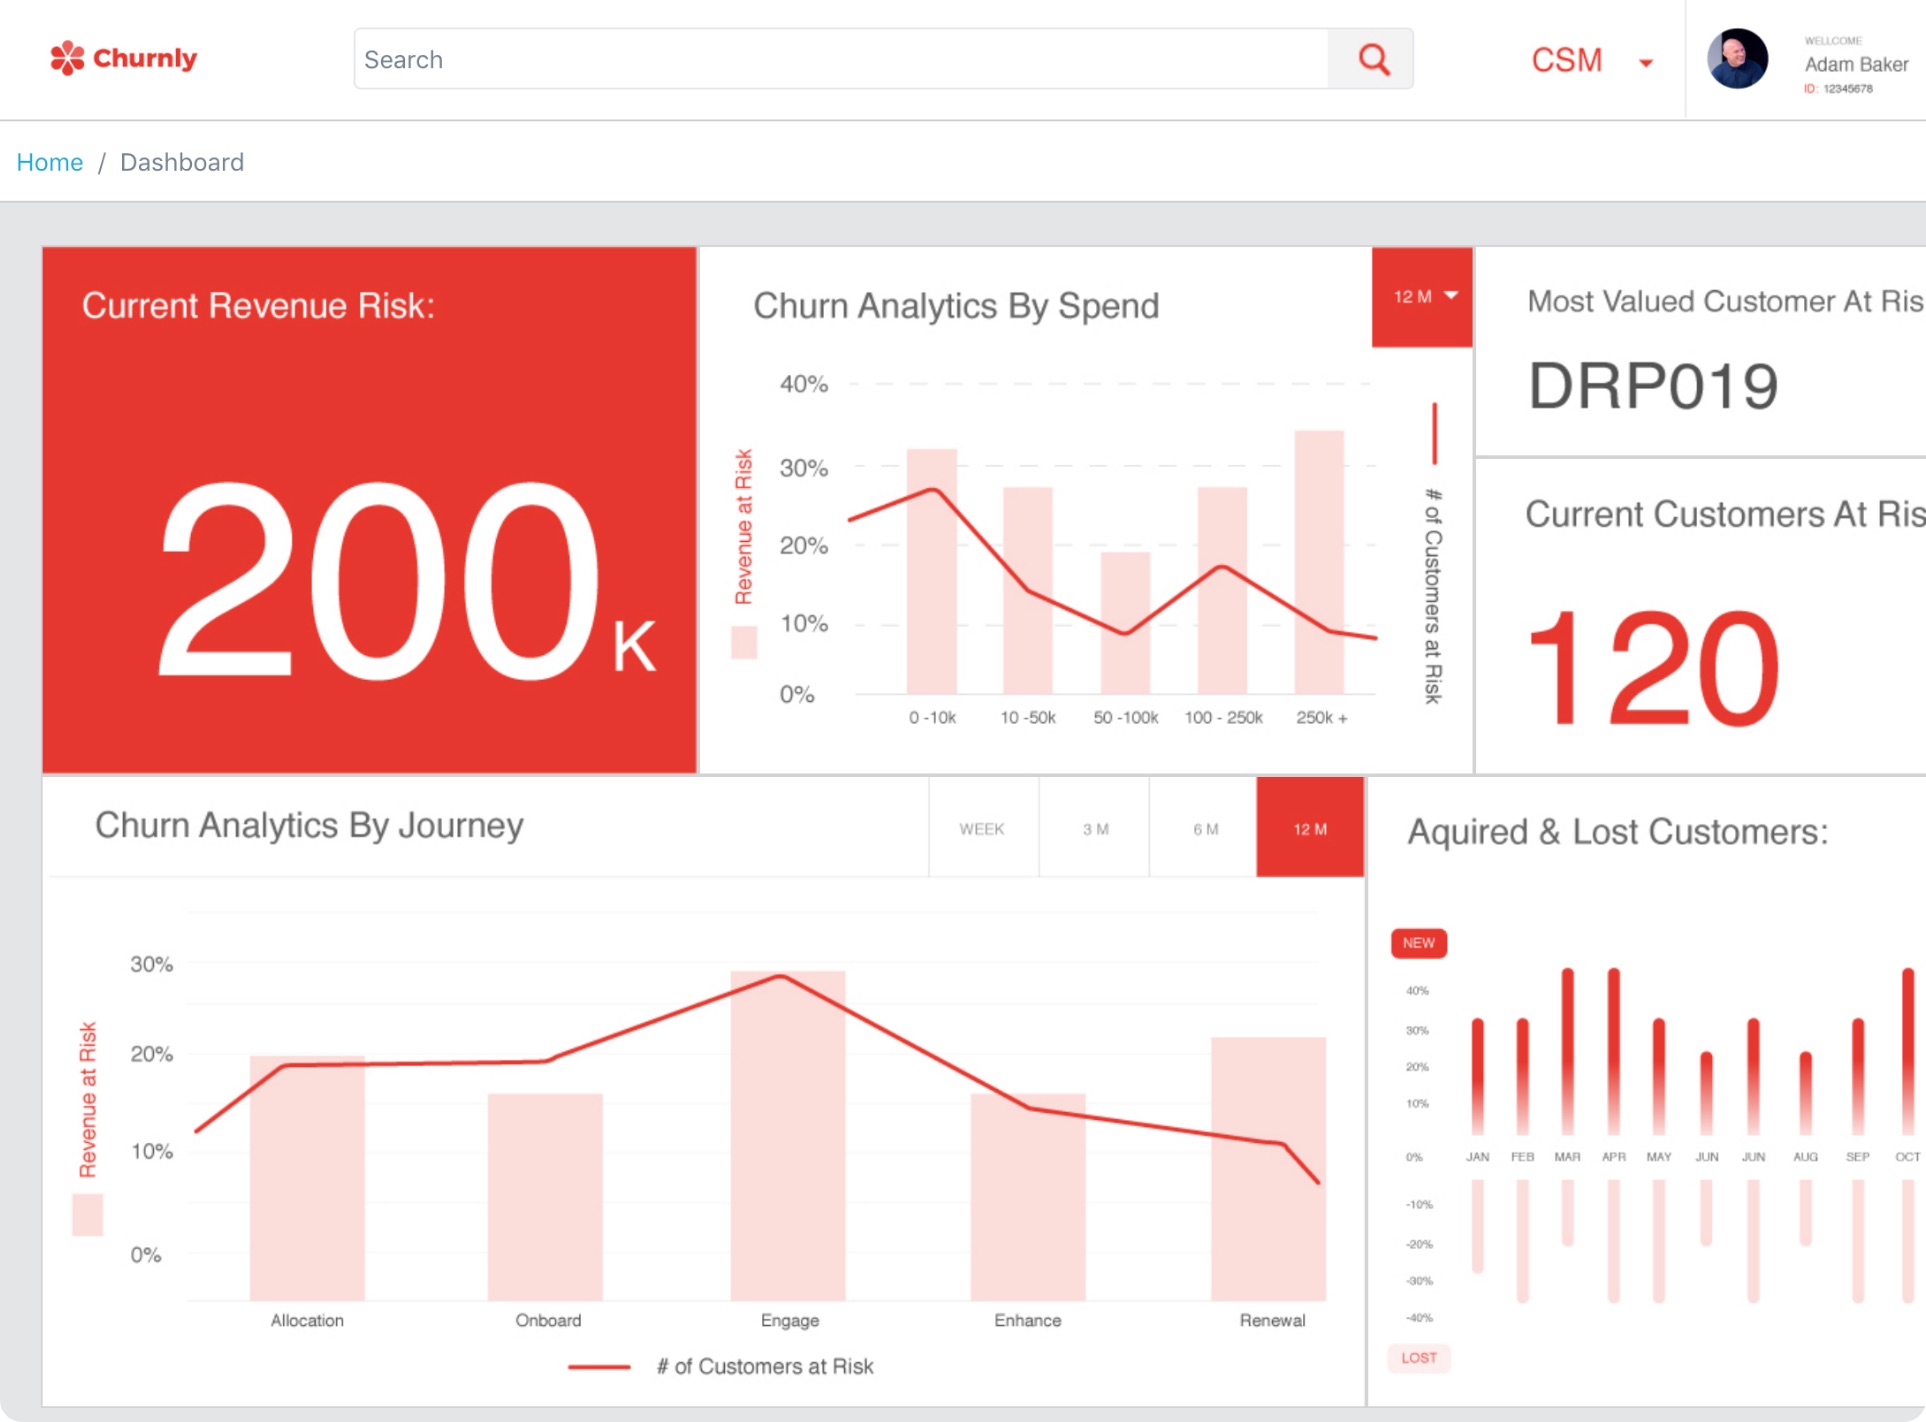 Churnly
Search
CSM
WELLCOME
Adam Baker
ID: 12345678
Home / Dashboard
Current Revenue Risk:
200 K
Churn Analytics By Spend
12 M
40%
30%
20%
10%
0%
Revenue at Risk
# of Customers at Risk
0 -10k 10 -50k 50 -100k 100 - 250k 250k +
Most Valued Customer At Ris
DRP019
Current Customers At Ris
120
Churn Analytics By Journey
WEEK 3 M 6 M 12 M
30%
20%
10%
0%
Revenue at Risk
Allocation Onboard Engage Enhance Renewal
# of Customers at Risk
Aquired & Lost Customers:
NEW
40%
30%
20%
10%
0% JAN FEB MAR APR MAY JUN JUN AUG SEP OCT
-10%
-20%
-30%
-40%
LOST